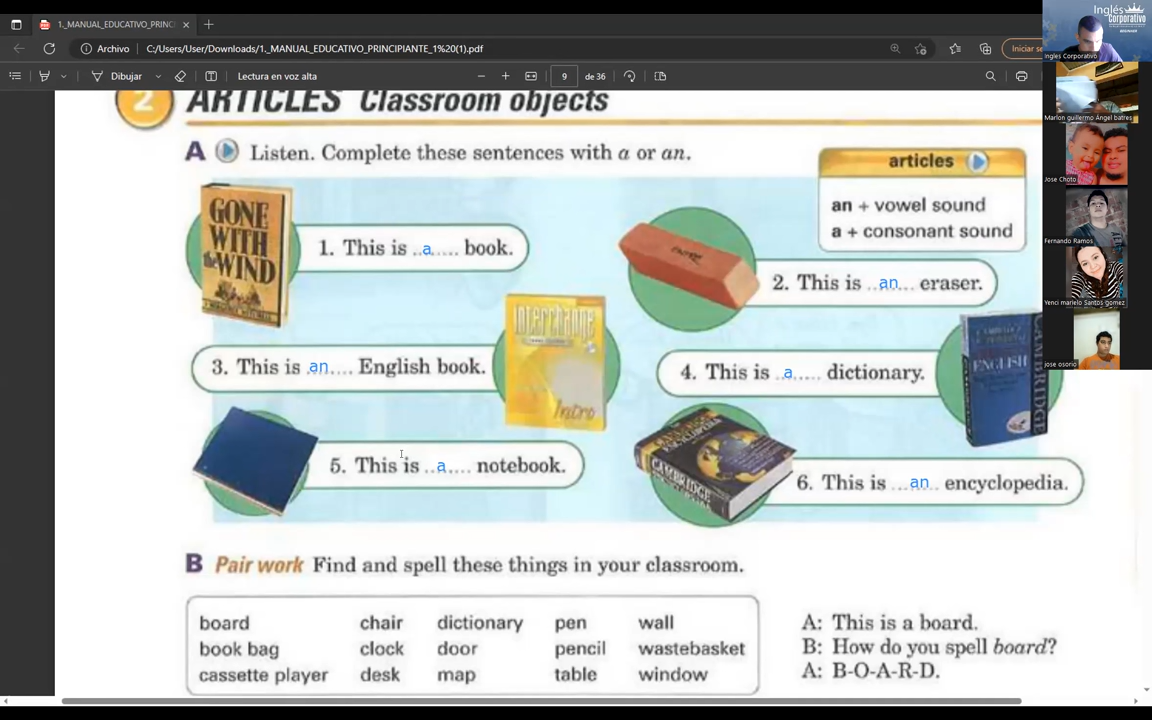 1._MANUAL_EDUCATIVO_PRINC
Archivo
C:/Users/User/Downloads/1._MANUAL_EDUCATIVO_PRINCIPIANTE_1%20(1).pdf
Iniciar se
Dibujar
Lectura en voz alta
9
de 36
2 ARTICLES Classroom objects
A Listen. Complete these sentences with a or an.
articles
an + vowel sound
a + consonant sound
GONE
WITH
the WIND
1. This is ..a..... book.
2. This is ...an... eraser.
3. This is .an.... English book.
interchange
Intro
4. This is ..a..... dictionary.
ENGLISH
CAMBRIDGE
5. This is ..a.... notebook.
CAMBRIDGE
ENCYCLOPEDIA
6. This is ...an.. encyclopedia.
B Pair work Find and spell these things in your classroom.
board chair dictionary pen wall
book bag clock door pencil wastebasket
cassette player desk map table window
A: This is a board.
B: How do you spell board?
A: B-O-A-R-D.
Inglés
Corporativo
Ingles Corporativo
Marlon guillermo Ángel batres
Jose Choto
Fernando Ramos
Yenci marielo Santos gomez
jose osorio